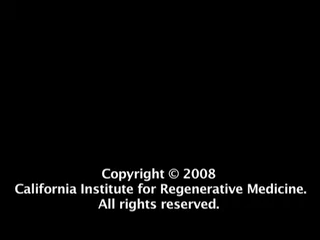 Copyright © 2008
California Institute for Regenerative Medicine.
All rights reserved.